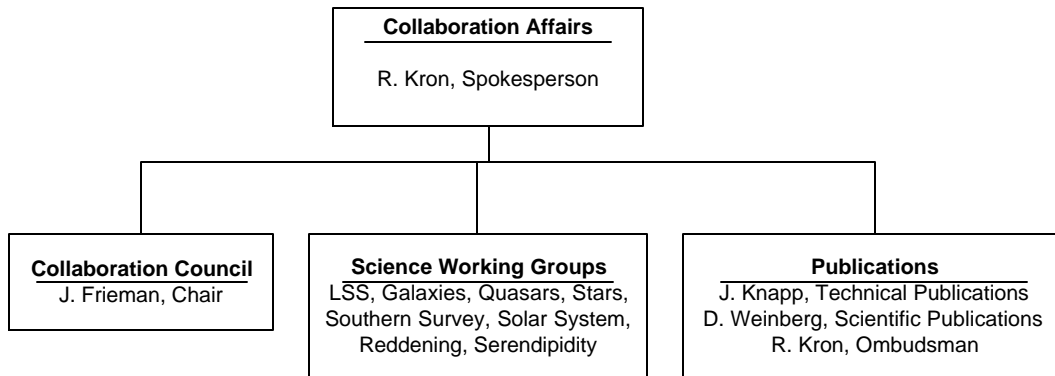 Collaboration Affairs
R. Kron, Spokesperson
Collaboration Council
J. Frieman, Chair
Science Working Groups
LSS, Galaxies, Quasars, Stars,
Southern Survey, Solar System,
Reddening, Serendipidity
Publications
J. Knapp, Technical Publications
D. Weinberg, Scientific Publications
R. Kron, Ombudsman